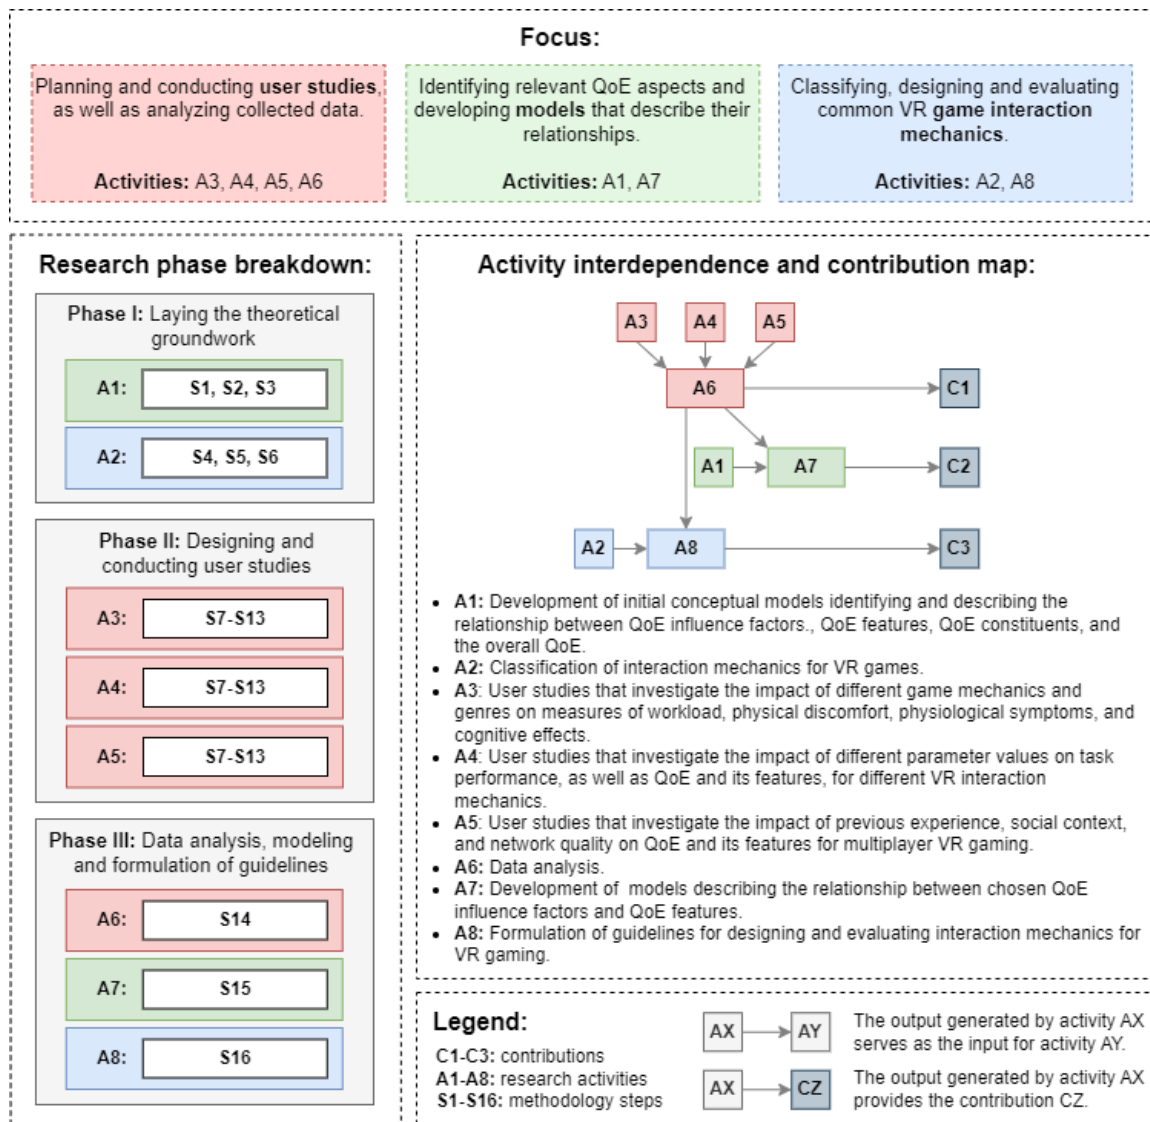 Focus:
Planning and conducting user studies,
as well as analyzing collected data.
Activities: A3, A4, A5, A6
Identifying relevant QoE aspects and
developing models that describe their
relationships.
Activities: A1, A7
Classifying, designing and evaluating
common VR game interaction
mechanics.
Activities: A2, A8
Research phase breakdown:
Phase I: Laying the theoretical
groundwork
A1:
S1, S2, S3
A2:
S4, S5, S6
Phase II: Designing and
conducting user studies
A3:
S7-S13
A4:
S7-S13
A5:
S7-S13
Phase III: Data analysis, modeling
and formulation of guidelines
A6:
S14
A7:
S15
A8:
S16
Activity interdependence and contribution map:
A3
A4
A5
A6
C1
A1
A7
C2
A2
A8
C3
• A1: Development of initial conceptual models identifying and describing the
relationship between QoE influence factors., QoE features, QoE constituents, and
the overall QoE.
• A2: Classification of interaction mechanics for VR games.
• A3: User studies that investigate the impact of different game mechanics and
genres on measures of workload, physical discomfort, physiological symptoms, and
cognitive effects.
• A4: User studies that investigate the impact of different parameter values on task
performance, as well as QoE and its features, for different VR interaction
mechanics.
• A5: User studies that investigate the impact of previous experience, social context,
and network quality on QoE and its features for multiplayer VR gaming.
• A6: Data analysis.
• A7: Development of models describing the relationship between chosen QoE
influence factors and QoE features.
• A8: Formulation of guidelines for designing and evaluating interaction mechanics for
VR gaming.
Legend:
C1-C3: contributions
A1-A8: research activities
S1-S16: methodology steps
AX
AY
The output generated by activity AX
serves as the input for activity AY.
AX
CZ
The output generated by activity AX
provides the contribution CZ.